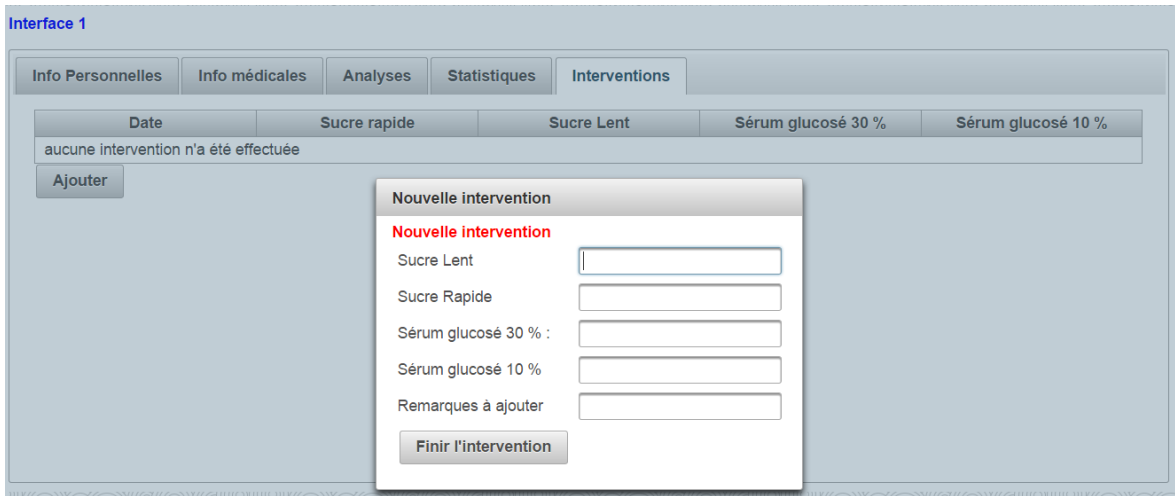 Interface 1
Info Personnelles Info médicales Analyses Statistiques Interventions
Date Sucre rapide Sucre Lent Sérum glucosé 30 % Sérum glucosé 10 %
aucune intervention n'a été effectuée
Ajouter
Nouvelle intervention
Nouvelle intervention
Sucre Lent
Sucre Rapide
Sérum glucosé 30 % :
Sérum glucosé 10 %
Remarques à ajouter
Finir l'intervention